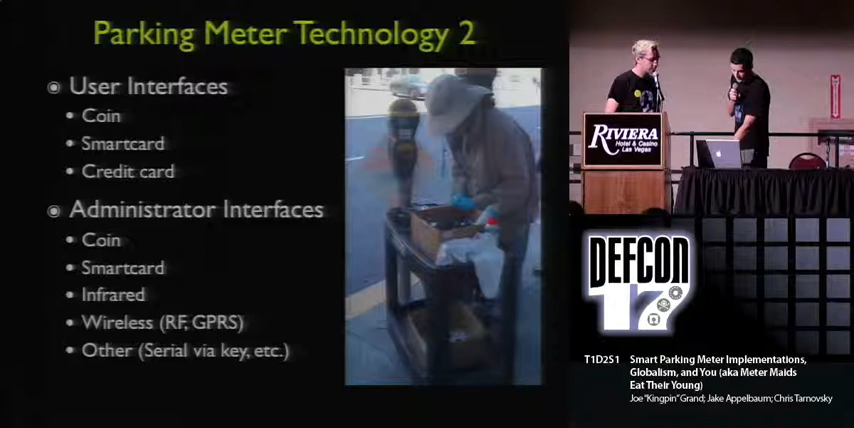 Parking Meter Technology 2
User Interfaces
Coin
Smartcard
Credit card
Administrator Interfaces
Coin
Smartcard
Infrared
Wireless (RF, GPRS)
Other (Serial via key, etc.)
RIVIERA
Hotel & Casino
Las Vegas
DEFCON
17
T1D2S1 Smart Parking Meter Implementations,
Globalism, and You (aka Meter Maids
Eat Their Young)
Joe "Kingpin" Grand; Jake Appelbaum; Chris Tarnovsky